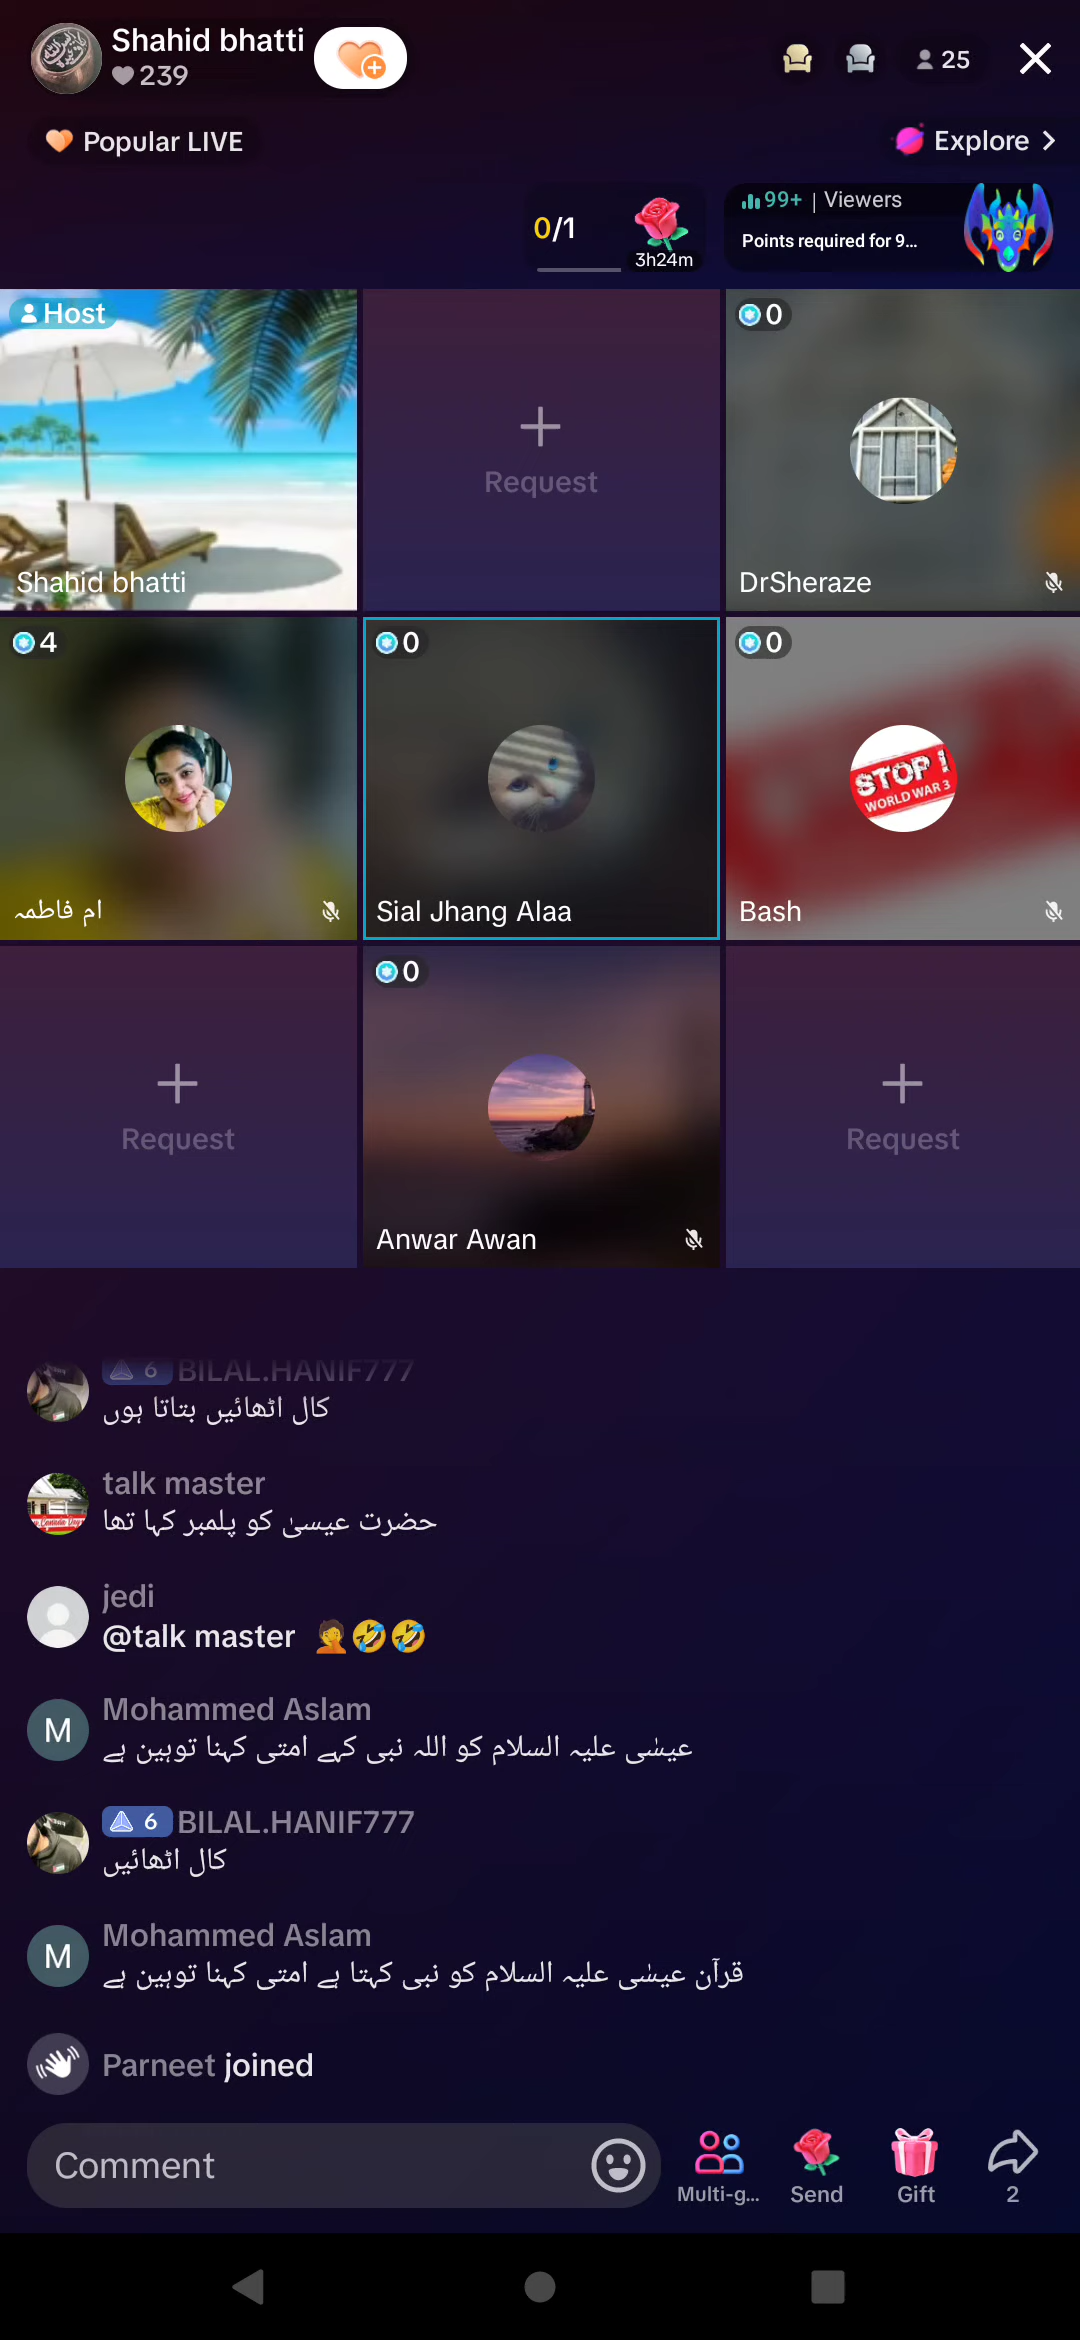 Shahid bhatti
239
25
Popular LIVE
Explore
0/1
3h24m
99+ | Viewers
Points required for 9...
Host
Shahid bhatti
Request
0
DrSheraze
4
ام فاطمہ
0
Sial Jhang Alaa
0
STOP !
WORLD WAR 3
Bash
Request
0
Anwar Awan
Request
6 BILAL.HANIF777
کال اٹھائیں بتاتا ہوں
talk master
حضرت عیسیٰ کو پلمبر کہا تھا
jedi
@talk master 🤦🤣🤣
M
Mohammed Aslam
عیسٰی علیہ السلام کو اللہ نبی کہے امتی کہنا توہین ہے
6 BILAL.HANIF777
کال اٹھائیں
M
Mohammed Aslam
قرآن عیسٰی علیہ السلام کو نبی کہتا ہے امتی کہنا توہین ہے
Parneet joined
Comment
Multi-g...
Send
Gift
2